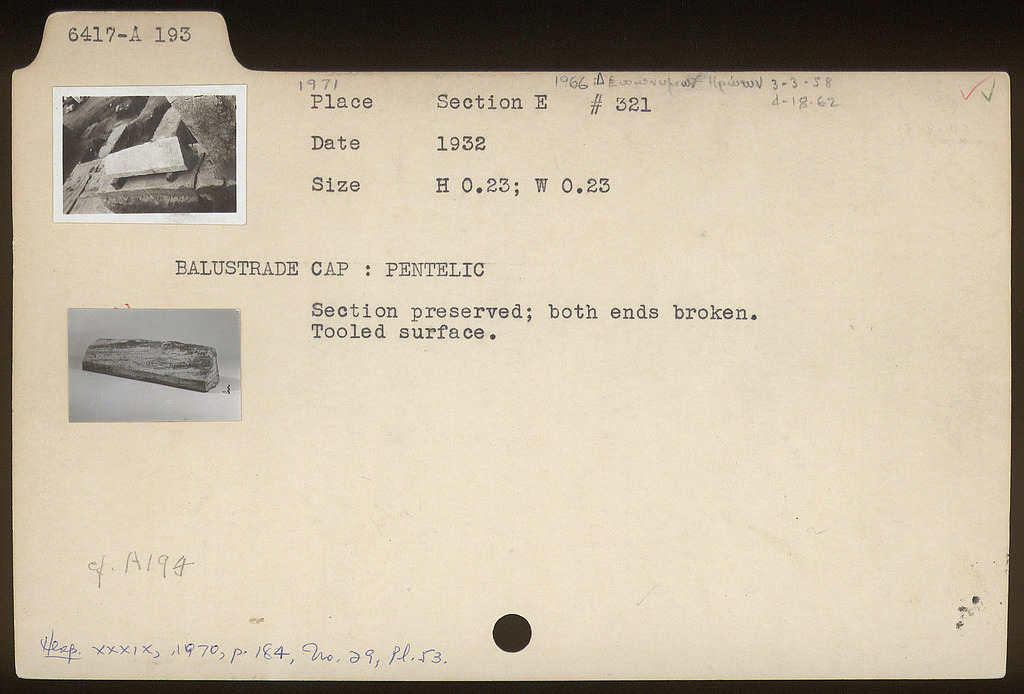 6417-A 193
1971
1966 : Δ Ἐπωνύμων Ἡρώων 3-3-58
4-18-62
Place Section E # 321
Date 1932
Size H 0.23; W 0.23
BALUSTRADE CAP : PENTELIC
Section preserved; both ends broken.
Tooled surface.
cf. A194
Hesp. XXXIX, 1970, p. 184, No. 29, Pl. 53.